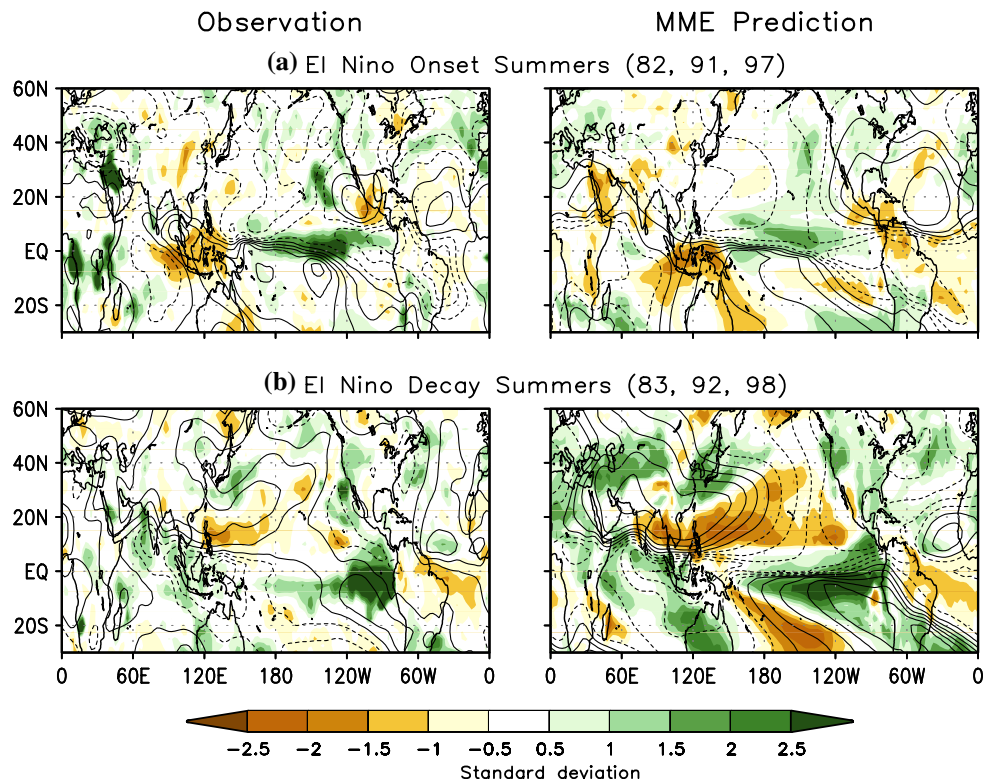 Observation MME Prediction
(a) El Nino Onset Summers (82, 91, 97)
60N
40N
20N
EQ
20S
(b) El Nino Decay Summers (83, 92, 98)
60N
40N
20N
EQ
20S
0 60E 120E 180 120W 60W 0 0 60E 120E 180 120W 60W 0
-2.5 -2 -1.5 -1 -0.5 0.5 1 1.5 2 2.5
Standard deviation